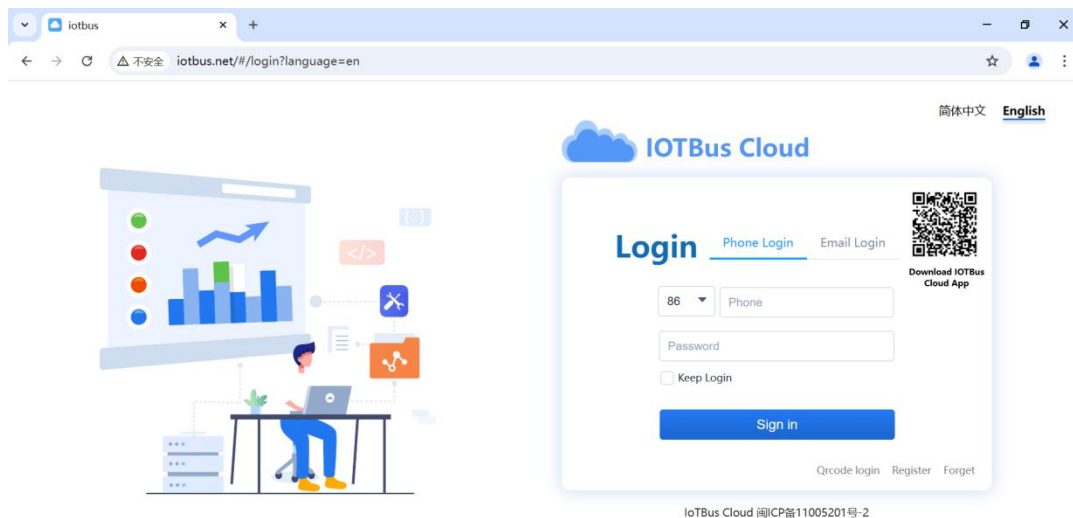 iotbus
不安全 iotbus.net/#/login?language=en
简体中文 English
IOTBus Cloud
Login Phone Login Email Login
Download IOTBus
Cloud App
86 Phone
Password
Keep Login
Sign in
Qrcode login Register Forget
IoTBus Cloud 闽ICP备11005201号-2
{..}
</>